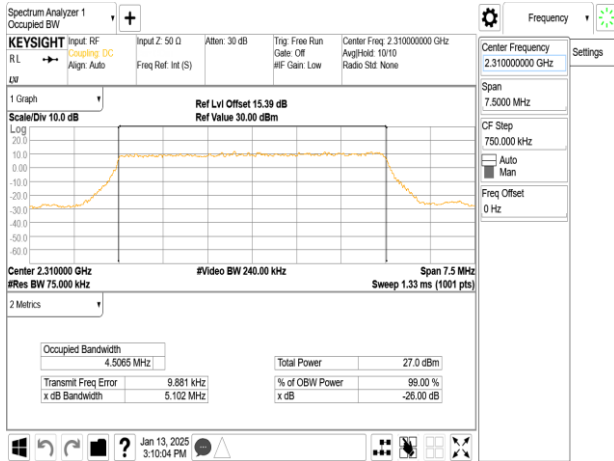 Spectrum Analyzer 1
Occupied BW
Frequency
KEYSIGHT Input: RF Input Z: 50 Ω Atten: 30 dB Trig: Free Run Center Freq: 2.310000000 GHz
RL Coupling: DC Gate: Off Avg|Hold: 10/10
Align: Auto Freq Ref: Int (S) #IF Gain: Low Radio Std: None
LXI
Center Frequency
2.310000000 GHz
Settings
Span
7.5000 MHz
CF Step
750.000 kHz
Auto
Man
Freq Offset
0 Hz
1 Graph
Ref Lvl Offset 15.39 dB
Scale/Div 10.0 dB Ref Value 30.00 dBm
Log
20.0
10.0
0.00
-10.0
-20.0
-30.0
-40.0
-50.0
-60.0
Center 2.310000 GHz #Video BW 240.00 kHz Span 7.5 MHz
#Res BW 75.000 kHz Sweep 1.33 ms (1001 pts)
2 Metrics
Occupied Bandwidth
4.5065 MHz
Total Power 27.0 dBm
Transmit Freq Error 9.881 kHz % of OBW Power 99.00 %
x dB Bandwidth 5.102 MHz x dB -26.00 dB
Jan 13, 2025
3:10:04 PM